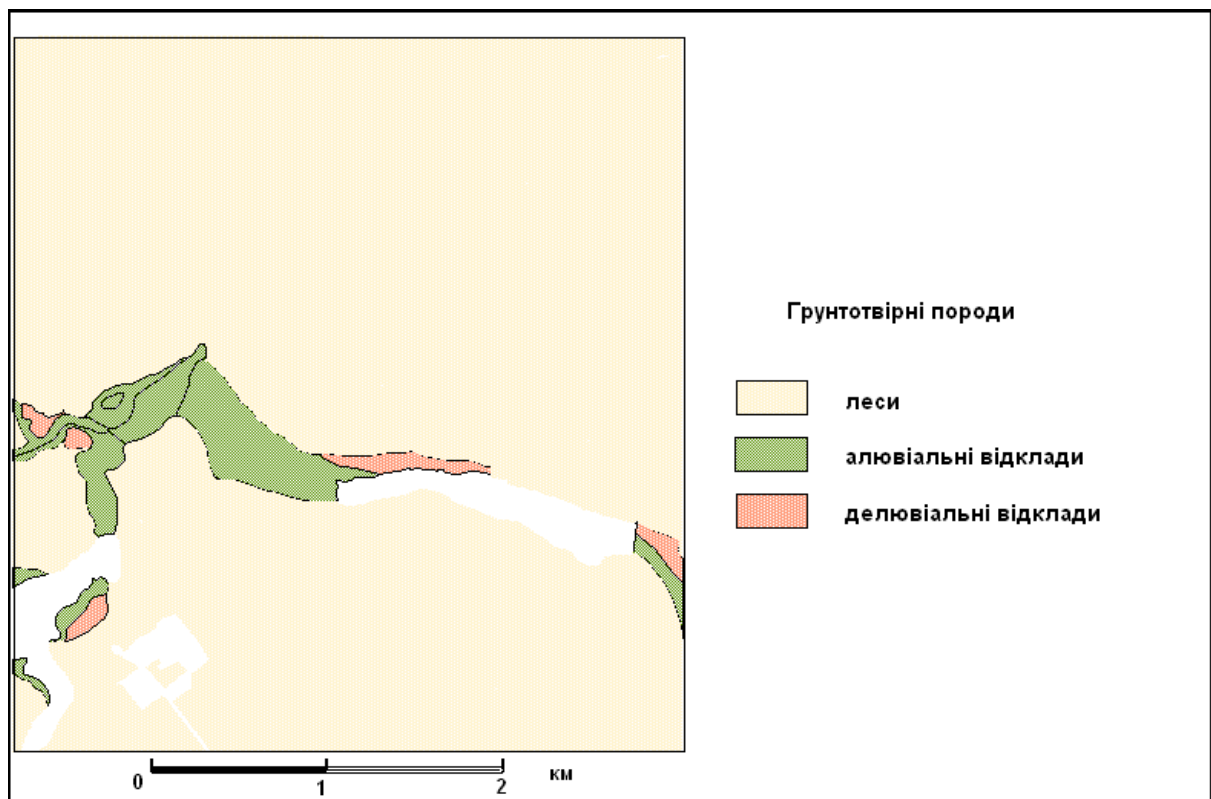 Грунтотвірні породи
леси
алювіальні відклади
делювіальні відклади
0 1 2 км